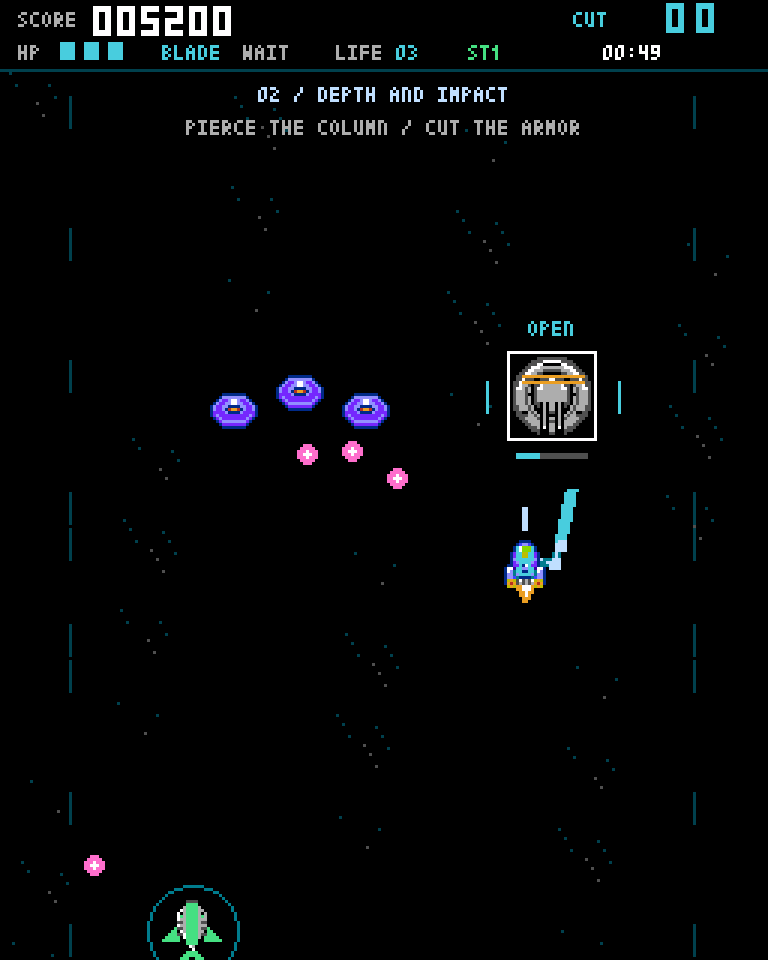 SCORE 005200 CUT 00
HP BLADE WAIT LIFE 03 ST1 00:49
02 / DEPTH AND IMPACT
PIERCE THE COLUMN / CUT THE ARMOR
OPEN